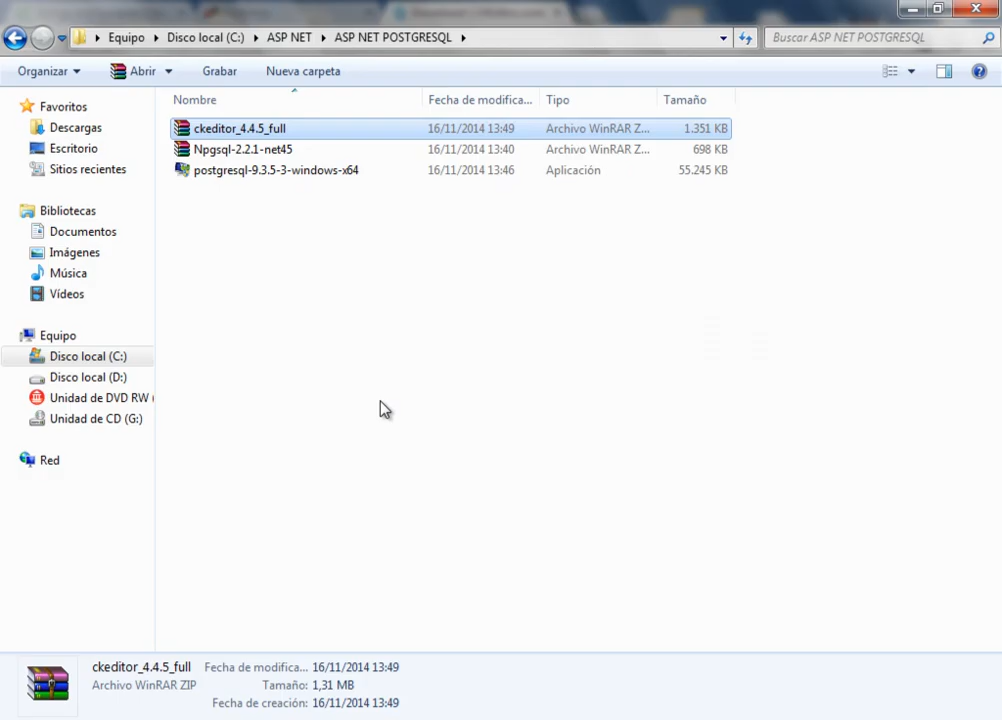 Equipo ▸ Disco local (C:) ▸ ASP NET ▸ ASP NET POSTGRESQL ▸
Buscar ASP NET POSTGRESQL
Organizar Abrir Grabar Nueva carpeta
Nombre Fecha de modifica... Tipo Tamaño
ckeditor_4.4.5_full 16/11/2014 13:49 Archivo WinRAR Z... 1.351 KB
Npgsql-2.2.1-net45 16/11/2014 13:40 Archivo WinRAR Z... 698 KB
postgresql-9.3.5-3-windows-x64 16/11/2014 13:46 Aplicación 55.245 KB
Favoritos
Descargas
Escritorio
Sitios recientes
Bibliotecas
Documentos
Imágenes
Música
Vídeos
Equipo
Disco local (C:)
Disco local (D:)
Unidad de DVD RW (
Unidad de CD (G:)
Red
ckeditor_4.4.5_full Fecha de modifica... 16/11/2014 13:49
Archivo WinRAR ZIP Tamaño: 1,31 MB
Fecha de creación: 16/11/2014 13:49